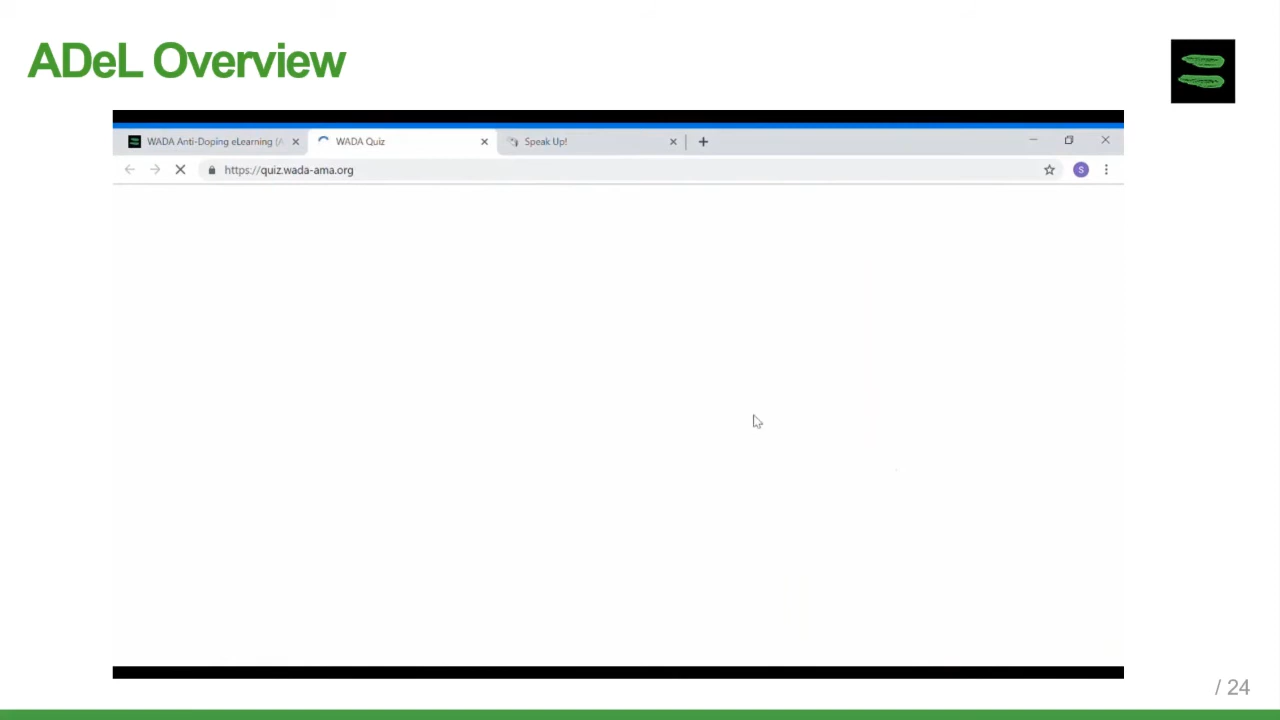 ADeL Overview
WADA Anti-Doping eLearning (A
WADA Quiz
Speak Up!
https://quiz.wada-ama.org
S
/ 24